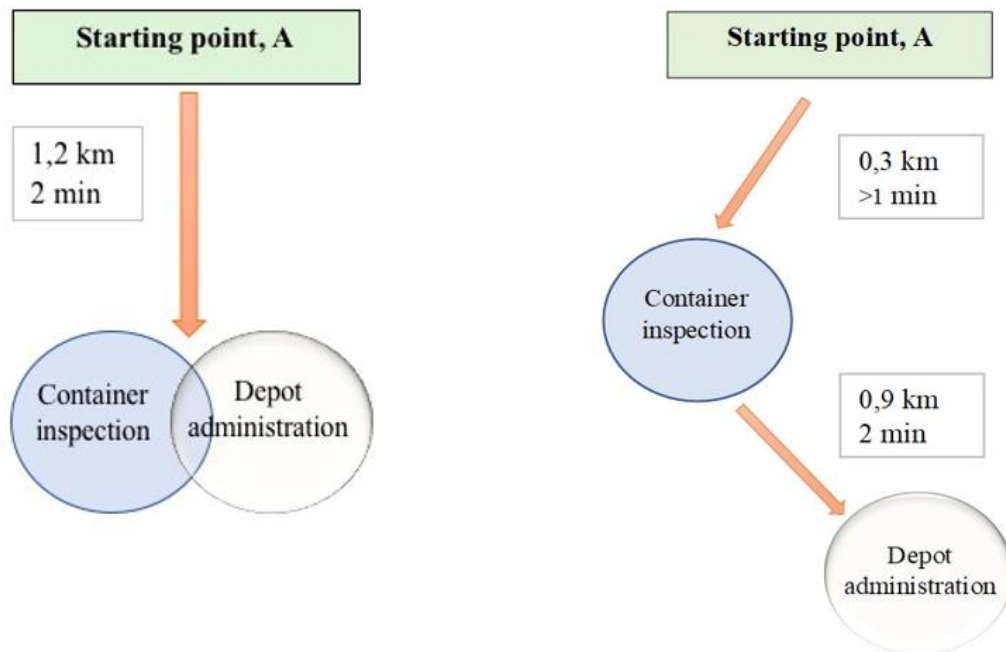 Starting point, A
1,2 km
2 min
Container
inspection
Depot
administration
Starting point, A
0,3 km
>1 min
Container
inspection
0,9 km
2 min
Depot
administration